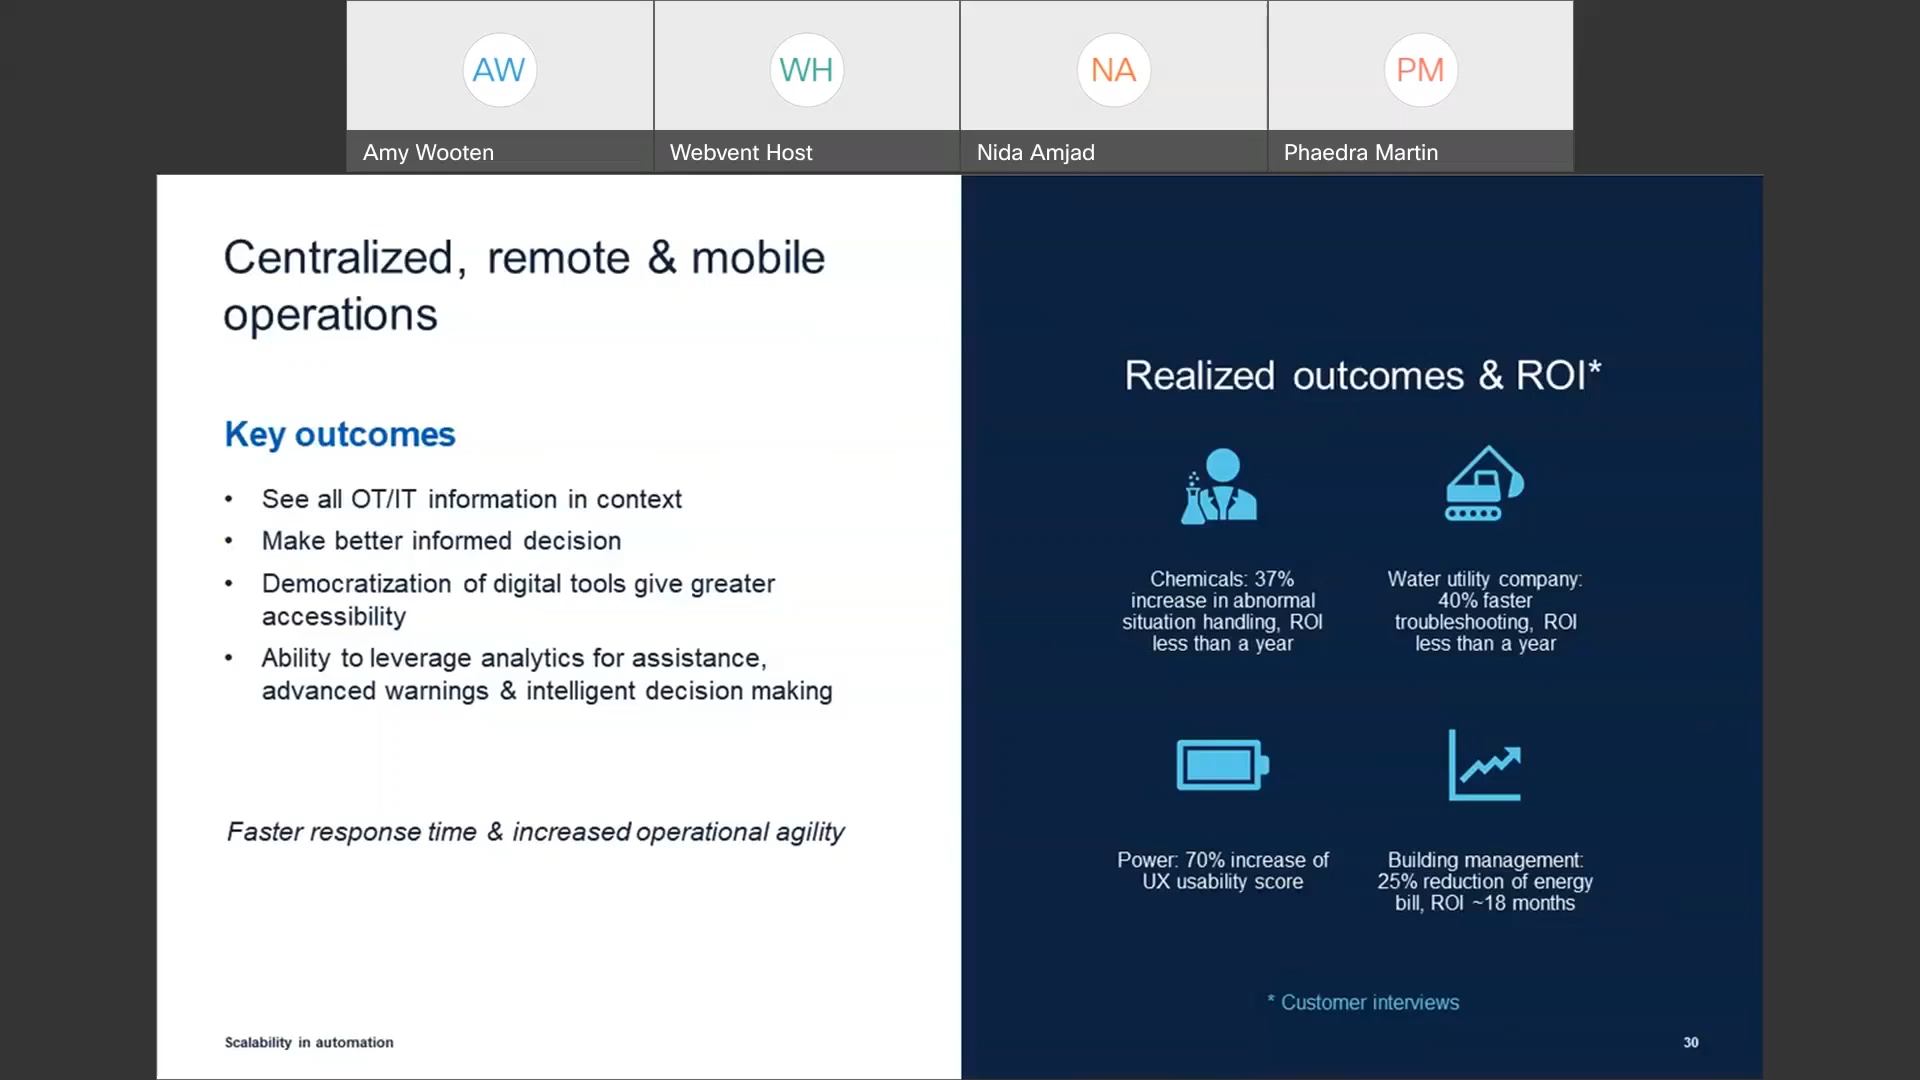 AW
WH
NA
PM
Amy Wooten
Webvent Host
Nida Amjad
Phaedra Martin
Centralized, remote & mobile
operations
Key outcomes
• See all OT/IT information in context
• Make better informed decision
• Democratization of digital tools give greater
accessibility
• Ability to leverage analytics for assistance,
advanced warnings & intelligent decision making
Faster response time & increased operational agility
Scalability in automation
Realized outcomes & ROI*
Chemicals: 37%
increase in abnormal
situation handling, ROI
less than a year
Water utility company:
40% faster
troubleshooting, ROI
less than a year
Power: 70% increase of
UX usability score
Building management:
25% reduction of energy
bill, ROI ~18 months
* Customer interviews
30